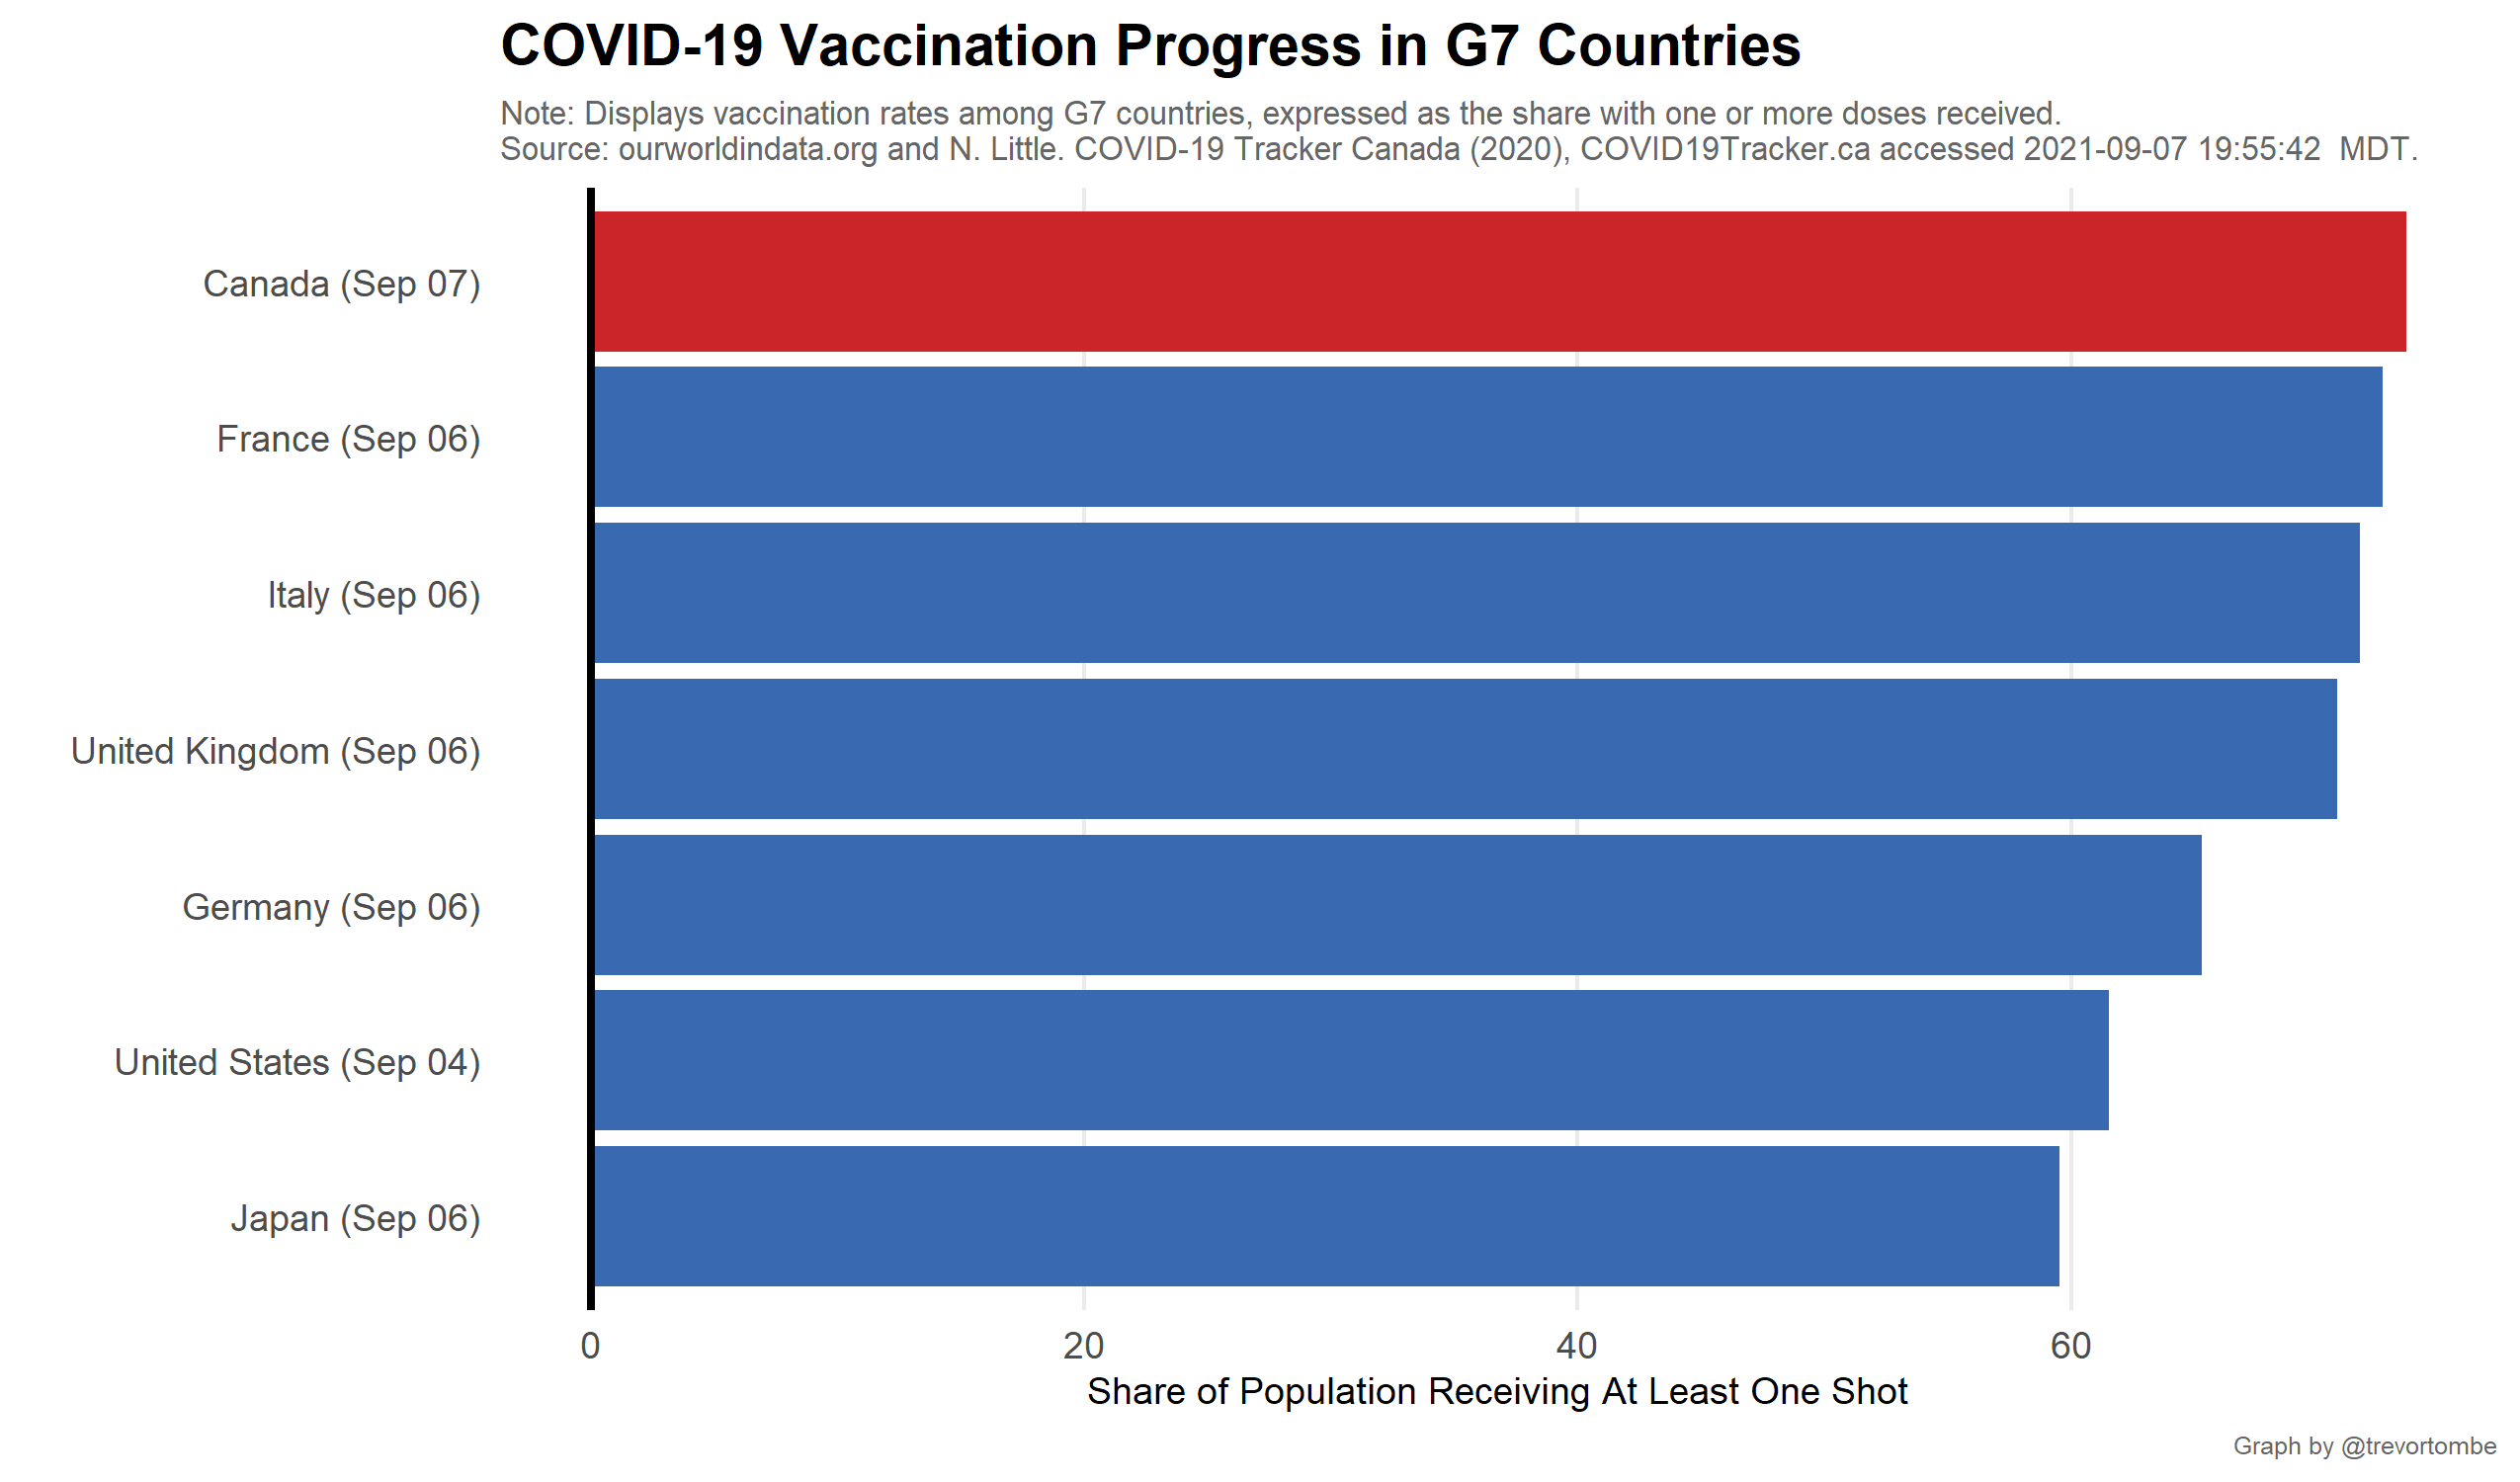 COVID-19 Vaccination Progress in G7 Countries
Note: Displays vaccination rates among G7 countries, expressed as the share with one or more doses received.
Source: ourworldindata.org and N. Little. COVID-19 Tracker Canada (2020), COVID19Tracker.ca accessed 2021-09-07 19:55:42  MDT.
Canada (Sep 07)
France (Sep 06)
Italy (Sep 06)
United Kingdom (Sep 06)
Germany (Sep 06)
United States (Sep 04)
Japan (Sep 06)
0 20 40 60
Share of Population Receiving At Least One Shot
Graph by @trevortombe